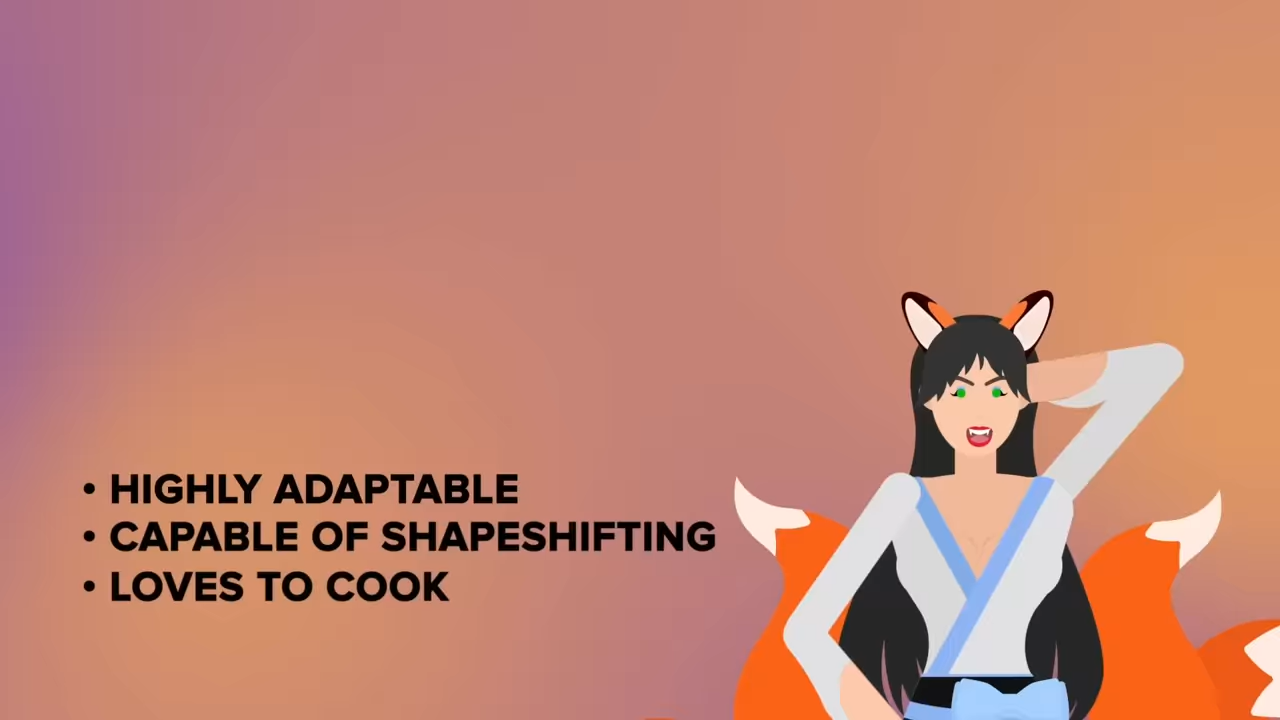 • HIGHLY ADAPTABLE
• CAPABLE OF SHAPESHIFTING
• LOVES TO COOK